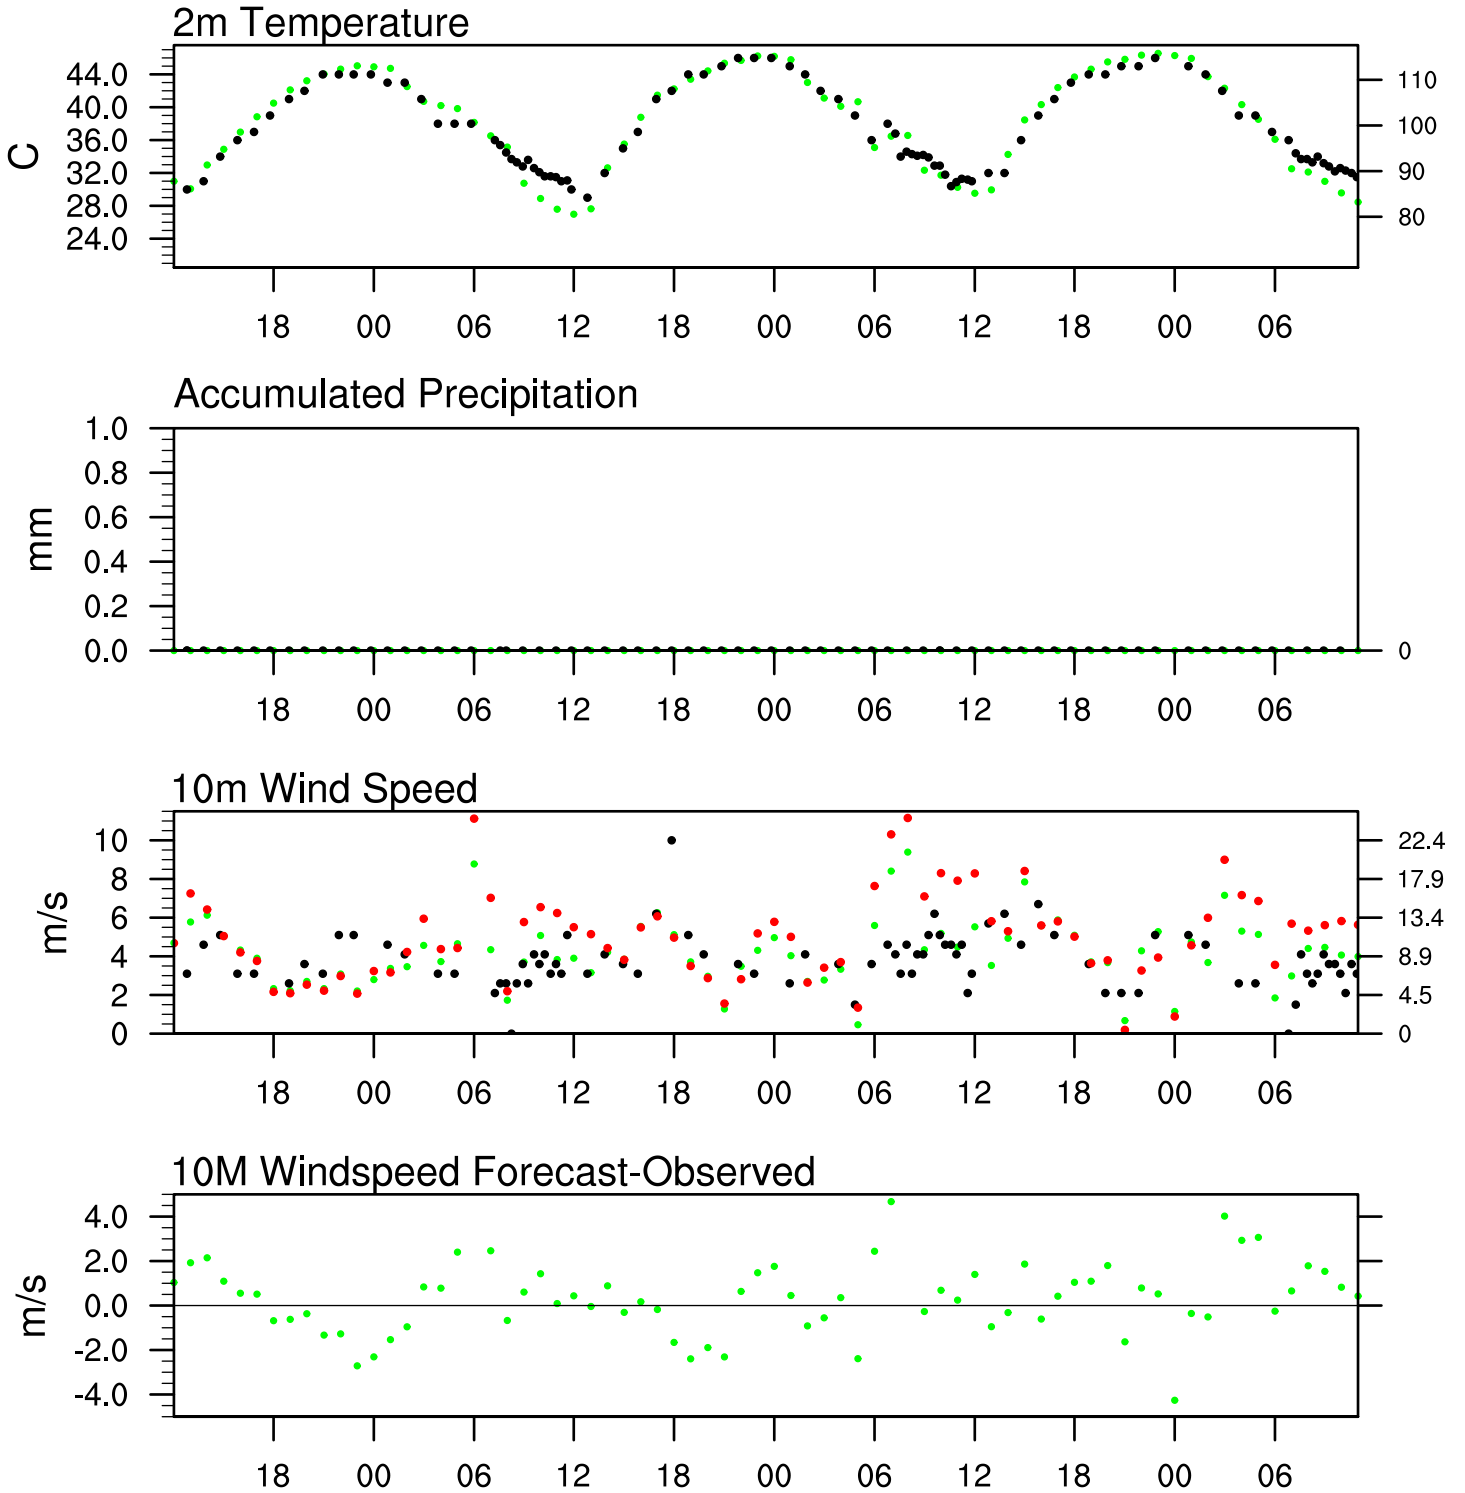 2m Temperature
44.0
40.0
36.0
32.0
28.0
24.0
C
110
100
90
80
18 00 06 12 18 00 06 12 18 00 06
Accumulated Precipitation
1.0
0.8
0.6
0.4
0.2
0.0
mm
0
18 00 06 12 18 00 06 12 18 00 06
10m Wind Speed
10
8
6
4
2
0
m/s
22.4
17.9
13.4
8.9
4.5
0
18 00 06 12 18 00 06 12 18 00 06
10M Windspeed Forecast-Observed
4.0
2.0
0.0
-2.0
-4.0
m/s
18 00 06 12 18 00 06 12 18 00 06